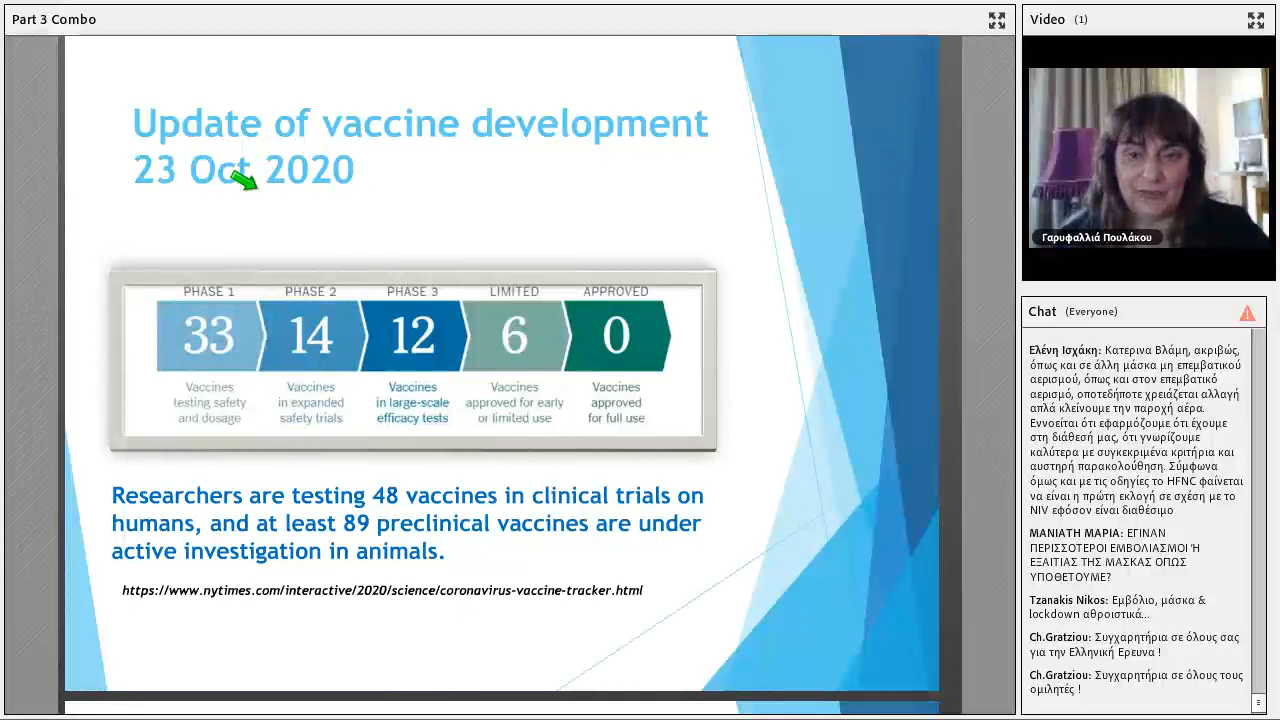 Part 3 Combo
Update of vaccine development
23 Oct 2020
PHASE 1
PHASE 2
PHASE 3
LIMITED
APPROVED
33
14
12
6
0
Vaccines
testing safety
and dosage
Vaccines
in expanded
safety trials
Vaccines
in large-scale
efficacy tests
Vaccines
approved for early
or limited use
Vaccines
approved
for full use
Researchers are testing 48 vaccines in clinical trials on
humans, and at least 89 preclinical vaccines are under
active investigation in animals.
https://www.nytimes.com/interactive/2020/science/coronavirus-vaccine-tracker.html
Video (1)
Γαρυφαλλιά Πουλάκου
Chat (Everyone)
Ελένη Ισχάκη: Κατερινα Βλάμη, ακριβώς,
όπως και σε άλλη μάσκα μη επεμβατικού
αερισμού, όπως και στον επεμβατικό
αερισμό, οποτεδήποτε χρειάζεται αλλαγή
απλά κλείνουμε την παροχή αέρα.
Εννοείται ότι εφαρμόζουμε ότι έχουμε
στη διάθεσή μας, ότι γνωρίζουμε
καλύτερα με συγκεκριμένα κριτήρια και
αυστηρή παρακολούθηση. Σύμφωνα
όμως και με τις οδηγίες το HFNC φαίνεται
να είναι η πρώτη εκλογή σε σχέση με το
NIV εφόσον είναι διαθέσιμο
ΜΑΝΙΑΤΗ ΜΑΡΙΑ: ΕΓΙΝΑΝ
ΠΕΡΙΣΣΟΤΕΡΟΙ ΕΜΒΟΛΙΑΣΜΟΙ Ή
ΕΞΑΙΤΙΑΣ ΤΗΣ ΜΑΣΚΑΣ ΟΠΩΣ
ΥΠΟΘΕΤΟΥΜΕ?
Tzanakis Nikos: Εμβόλιο, μάσκα &
lockdown αθροιστικά...
Ch.Gratziou: Συγχαρητήρια σε όλους σας
για την Ελληνική Ερευνα !
Ch.Gratziou: Συγχαρητήρια σε όλους τους
ομιλητές !